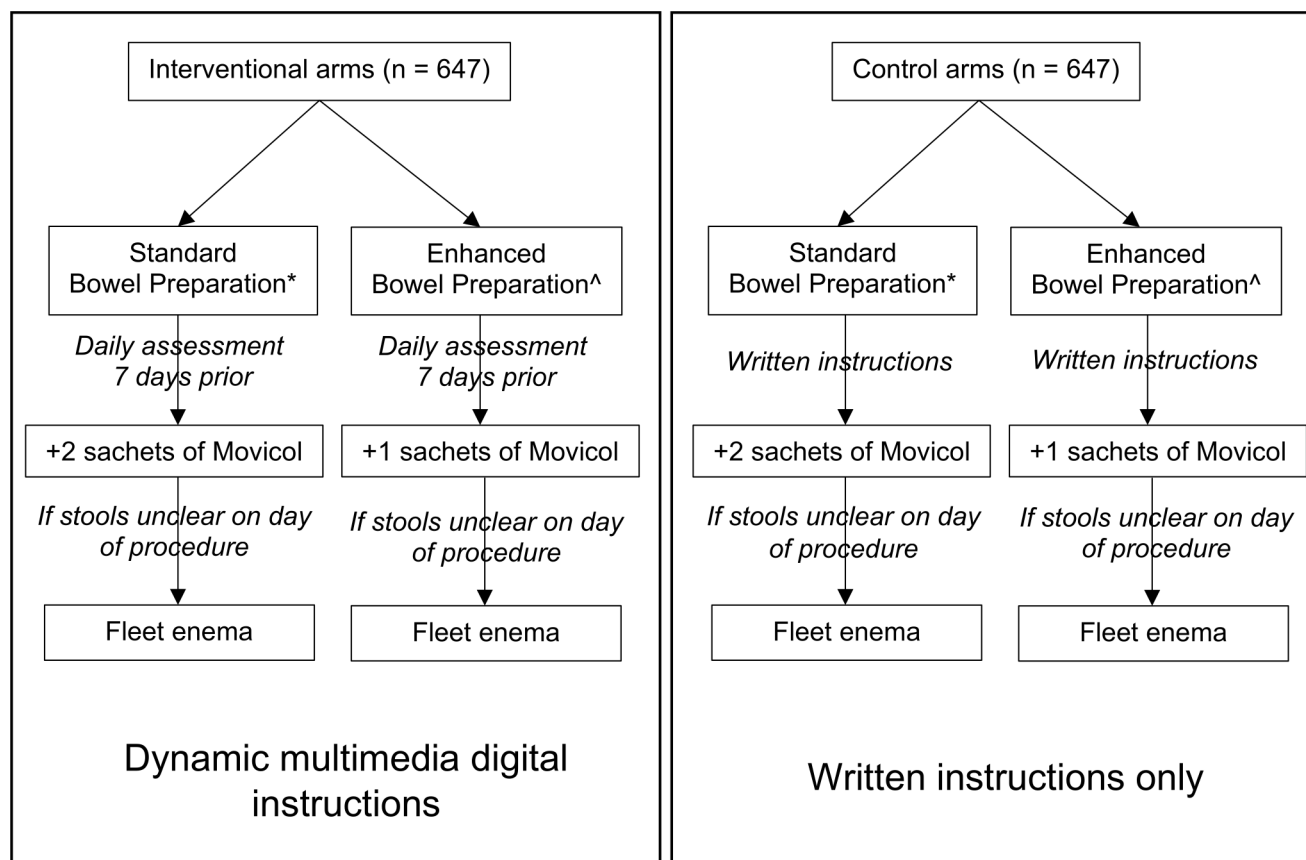 Interventional arms (n = 647)
Standard
Bowel Preparation*
Enhanced
Bowel Preparation^
Daily assessment
7 days prior
Daily assessment
7 days prior
+2 sachets of Movicol
+1 sachets of Movicol
If stools unclear on day
of procedure
If stools unclear on day
of procedure
Fleet enema
Fleet enema
Dynamic multimedia digital
instructions
Control arms (n = 647)
Standard
Bowel Preparation*
Enhanced
Bowel Preparation^
Written instructions
Written instructions
+2 sachets of Movicol
+1 sachets of Movicol
If stools unclear on day
of procedure
If stools unclear on day
of procedure
Fleet enema
Fleet enema
Written instructions only